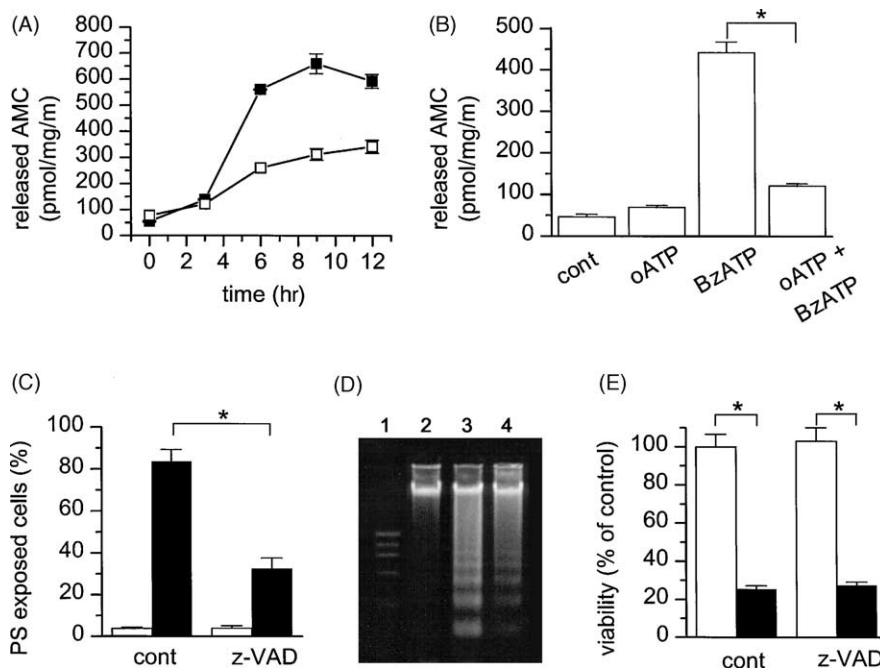 (A)
released AMC
(pmol/mg/m)
800
700
600
500
400
300
200
100
0
0 2 4 6 8 10 12
time (hr)
(B)
released AMC
(pmol/mg/m)
500
400
300
200
100
0
*
cont
oATP
BzATP
oATP +
BzATP
(C)
PS exposed cells (%)
100
80
60
40
20
0
*
cont z-VAD
(D)
1 2 3 4
(E)
viability (% of control)
100
80
60
40
20
0
* *
cont z-VAD